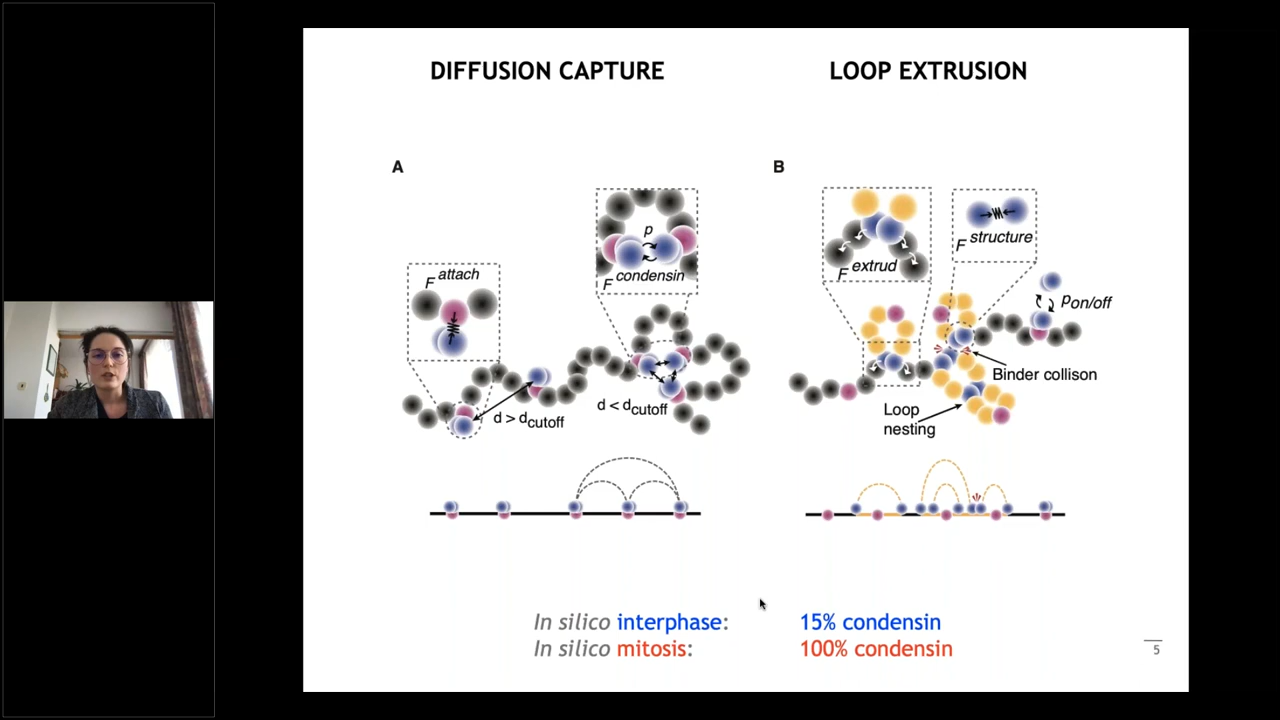 DIFFUSION CAPTURE
LOOP EXTRUSION
A
B
F attach
p
F condensin
F extrud
F structure
pon/off
d > dcutoff
d < dcutoff
Binder collison
Loop
nesting
In silico interphase: 15% condensin
In silico mitosis: 100% condensin
5